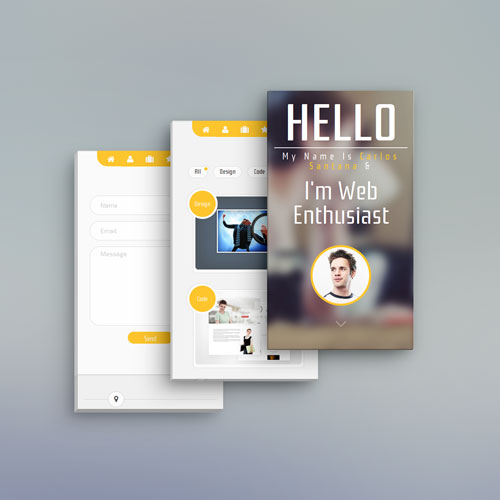 HELLO
My Name Is Carlos
Santana &
I'm Web
Enthusiast
All
Design
Code
Design
Code
Name
Email
Message
Send